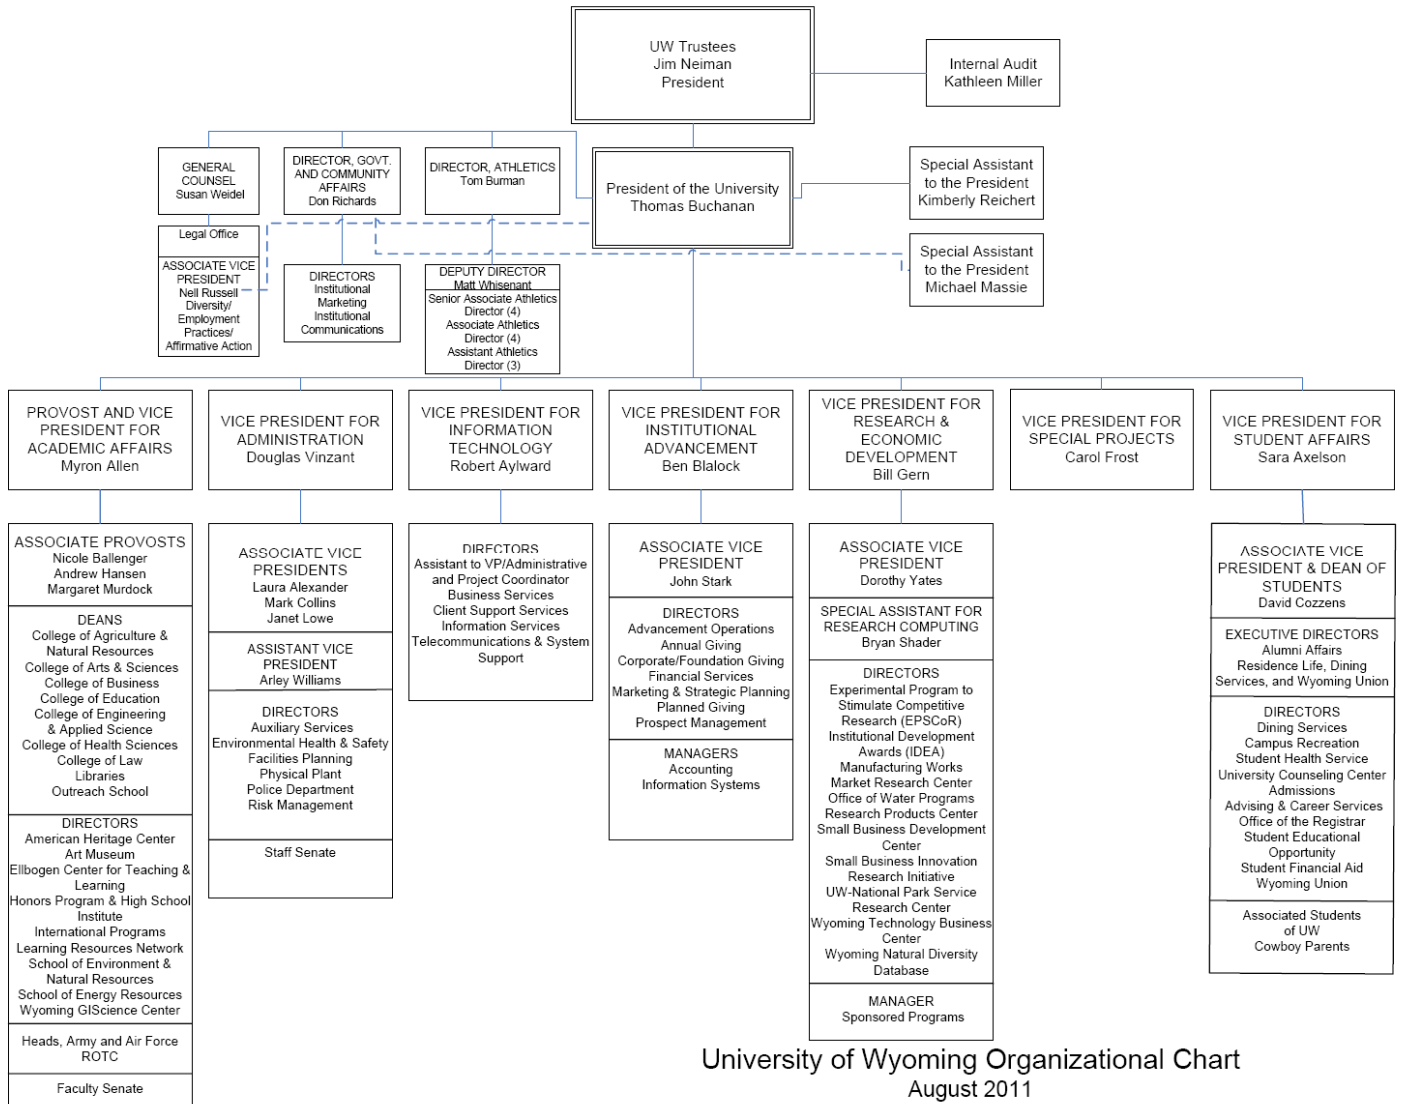 UW Trustees
Jim Neiman
President
Internal Audit
Kathleen Miller
GENERAL
COUNSEL
Susan Weidel
DIRECTOR, GOVT.
AND COMMUNITY
AFFAIRS
Don Richards
DIRECTOR, ATHLETICS
Tom Burman
President of the University
Thomas Buchanan
Special Assistant
to the President
Kimberly Reichert
Legal Office
ASSOCIATE VICE
PRESIDENT
Nell Russell
Diversity/
Employment
Practices/
Affirmative Action
DIRECTORS
Institutional
Marketing
Institutional
Communications
DEPUTY DIRECTOR
Matt Whisenant
Senior Associate Athletics
Director (4)
Associate Athletics
Director (4)
Assistant Athletics
Director (3)
Special Assistant
to the President
Michael Massie
PROVOST AND VICE
PRESIDENT FOR
ACADEMIC AFFAIRS
Myron Allen
VICE PRESIDENT FOR
ADMINISTRATION
Douglas Vinzant
VICE PRESIDENT FOR
INFORMATION
TECHNOLOGY
Robert Aylward
VICE PRESIDENT FOR
INSTITUTIONAL
ADVANCEMENT
Ben Blalock
VICE PRESIDENT FOR
RESEARCH &
ECONOMIC
DEVELOPMENT
Bill Gern
VICE PRESIDENT FOR
SPECIAL PROJECTS
Carol Frost
VICE PRESIDENT FOR
STUDENT AFFAIRS
Sara Axelson
ASSOCIATE PROVOSTS
Nicole Ballenger
Andrew Hansen
Margaret Murdock
DEANS
College of Agriculture &
Natural Resources
College of Arts & Sciences
College of Business
College of Education
College of Engineering
& Applied Science
College of Health Sciences
College of Law
Libraries
Outreach School
DIRECTORS
American Heritage Center
Art Museum
Ellbogen Center for Teaching &
Learning
Honors Program & High School
Institute
International Programs
Learning Resources Network
School of Environment &
Natural Resources
School of Energy Resources
Wyoming GIScience Center
Heads, Army and Air Force
ROTC
Faculty Senate
ASSOCIATE VICE
PRESIDENTS
Laura Alexander
Mark Collins
Janet Lowe
ASSISTANT VICE
PRESIDENT
Arley Williams
DIRECTORS
Auxiliary Services
Environmental Health & Safety
Facilities Planning
Physical Plant
Police Department
Risk Management
Staff Senate
DIRECTORS
Assistant to VP/Administrative
and Project Coordinator
Business Services
Client Support Services
Information Services
Telecommunications & System
Support
ASSOCIATE VICE
PRESIDENT
John Stark
DIRECTORS
Advancement Operations
Annual Giving
Corporate/Foundation Giving
Financial Services
Marketing & Strategic Planning
Planned Giving
Prospect Management
MANAGERS
Accounting
Information Systems
ASSOCIATE VICE
PRESIDENT
Dorothy Yates
SPECIAL ASSISTANT FOR
RESEARCH COMPUTING
Bryan Shader
DIRECTORS
Experimental Program to
Stimulate Competitive
Research (EPSCoR)
Institutional Development
Awards (IDEA)
Manufacturing Works
Market Research Center
Office of Water Programs
Research Products Center
Small Business Development
Center
Small Business Innovation
Research Initiative
UW-National Park Service
Research Center
Wyoming Technology Business
Center
Wyoming Natural Diversity
Database
MANAGER
Sponsored Programs
ASSOCIATE VICE
PRESIDENT & DEAN OF
STUDENTS
David Cozzens
EXECUTIVE DIRECTORS
Alumni Affairs
Residence Life, Dining
Services, and Wyoming Union
DIRECTORS
Dining Services
Campus Recreation
Student Health Service
University Counseling Center
Admissions
Advising & Career Services
Office of the Registrar
Student Educational
Opportunity
Student Financial Aid
Wyoming Union
Associated Students
of UW
Cowboy Parents
University of Wyoming Organizational Chart
August 2011